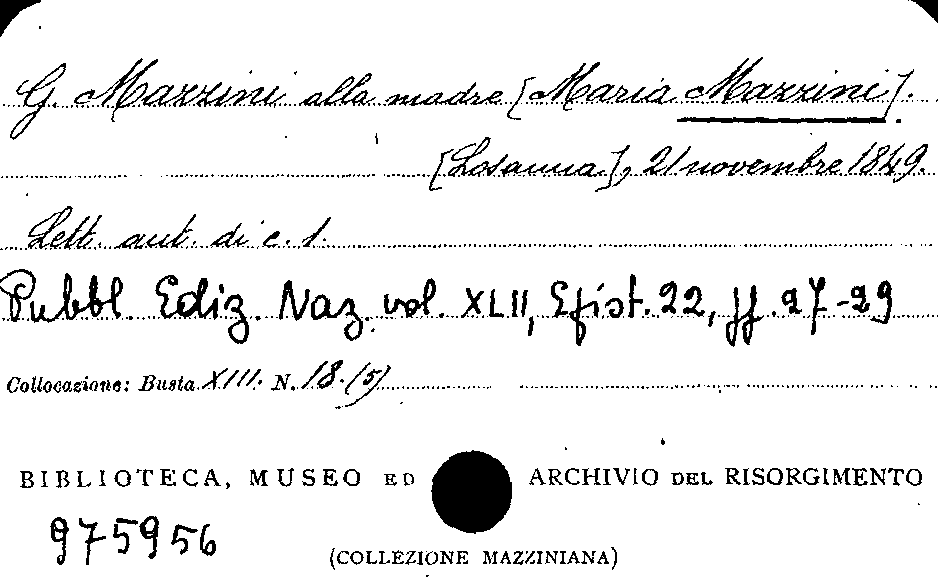 G. Mazzini alla madre [Maria Mazzini].
[Losanna], 21 novembre 1849.
Lett. aut. di c. 1.
Pubbl. Ediz. Naz. vol. XLII, Epist. 22, pp. 27-29
Collocazione: Busta XIII. N. 18. (5)
BIBLIOTECA, MUSEO ED ARCHIVIO DEL RISORGIMENTO
975956
(COLLEZIONE MAZZINIANA)